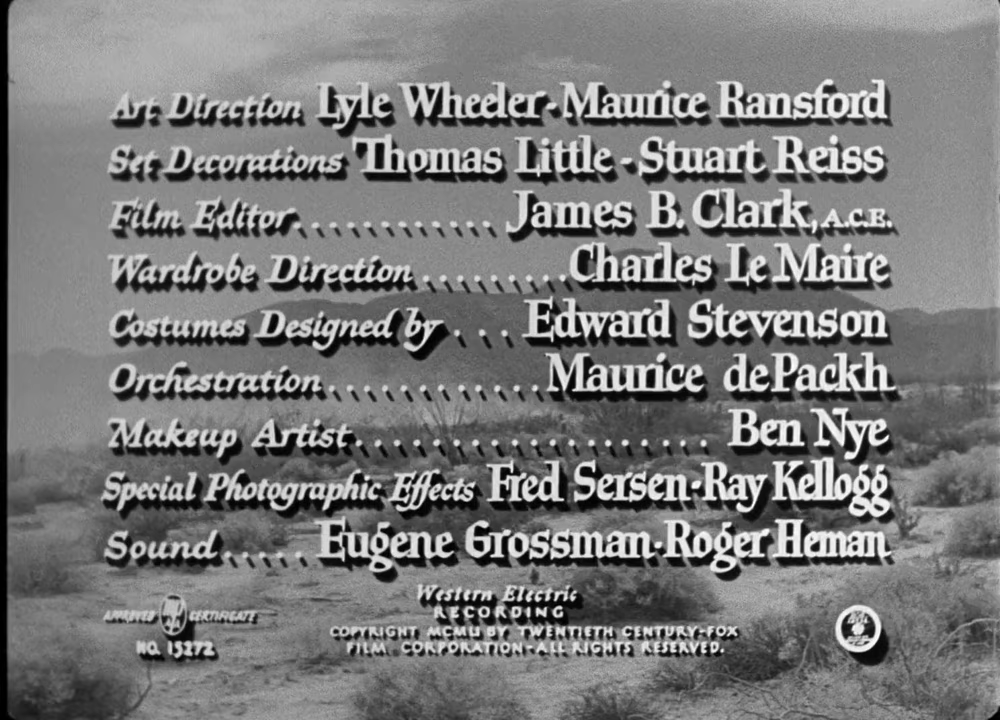 Art Direction Lyle Wheeler-Maurice Ransford
Set Decorations Thomas Little-Stuart Reiss
Film Editor............ James B. Clark, A.C.E.
Wardrobe Direction.........Charles Le Maire
Costumes Designed by ... Edward Stevenson
Orchestration.............Maurice dePackh
Makeup Artist.................... Ben Nye
Special Photographic Effects Fred Sersen-Ray Kellogg
Sound..... Eugene Grossman-Roger Heman
Western Electric
RECORDING
APPROVED CERTIFICATE
NO. 15272
COPYRIGHT MCMLI BY TWENTIETH CENTURY-FOX
FILM CORPORATION-ALL RIGHTS RESERVED.